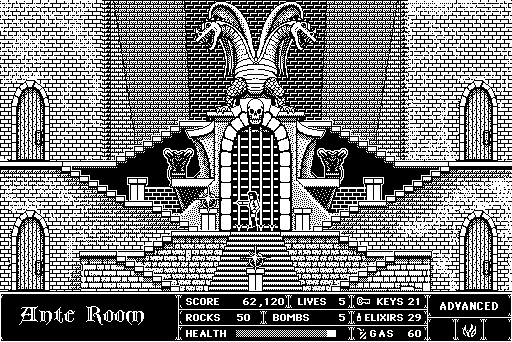 Ante Room
SCORE 62,120 LIVES 5 KEYS 21
ROCKS 50 BOMBS 5 ELIXIRS 29
HEALTH GAS 60
ADVANCED